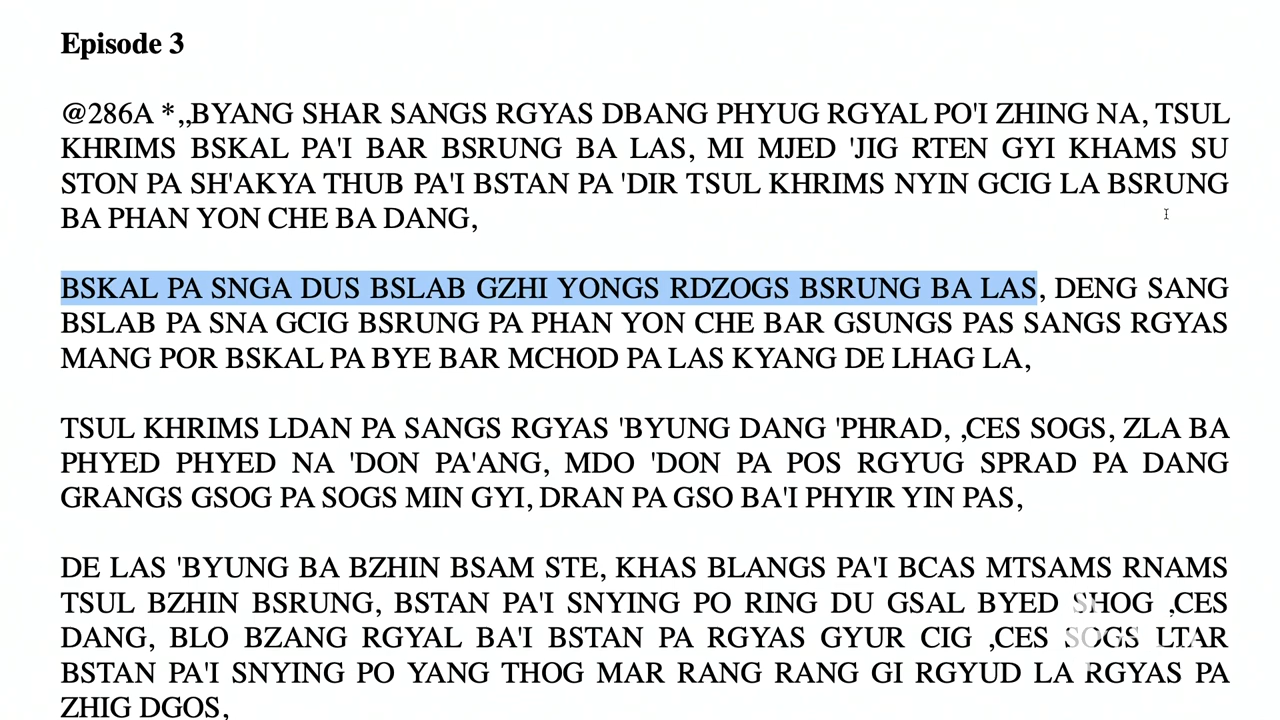 Episode 3
@286A *,,BYANG SHAR SANGS RGYAS DBANG PHYUG RGYAL PO'I ZHING NA, TSUL
KHRIMS BSKAL PA'I BAR BSRUNG BA LAS, MI MJED 'JIG RTEN GYI KHAMS SU
STON PA SH'AKYA THUB PA'I BSTAN PA 'DIR TSUL KHRIMS NYIN GCIG LA BSRUNG
BA PHAN YON CHE BA DANG,
BSKAL PA SNGA DUS BSLAB GZHI YONGS RDZOGS BSRUNG BA LAS, DENG SANG
BSLAB PA SNA GCIG BSRUNG PA PHAN YON CHE BAR GSUNGS PAS SANGS RGYAS
MANG POR BSKAL PA BYE BAR MCHOD PA LAS KYANG DE LHAG LA,
TSUL KHRIMS LDAN PA SANGS RGYAS 'BYUNG DANG 'PHRAD, ,CES SOGS, ZLA BA
PHYED PHYED NA 'DON PA'ANG, MDO 'DON PA POS RGYUG SPRAD PA DANG
GRANGS GSOG PA SOGS MIN GYI, DRAN PA GSO BA'I PHYIR YIN PAS,
DE LAS 'BYUNG BA BZHIN BSAM STE, KHAS BLANGS PA'I BCAS MTSAMS RNAMS
TSUL BZHIN BSRUNG, BSTAN PA'I SNYING PO RING DU GSAL BYED SHOG ,CES
DANG, BLO BZANG RGYAL BA'I BSTAN PA RGYAS GYUR CIG ,CES SOGS LTAR
BSTAN PA'I SNYING PO YANG THOG MAR RANG RANG GI RGYUD LA RGYAS PA
ZHIG DGOS,